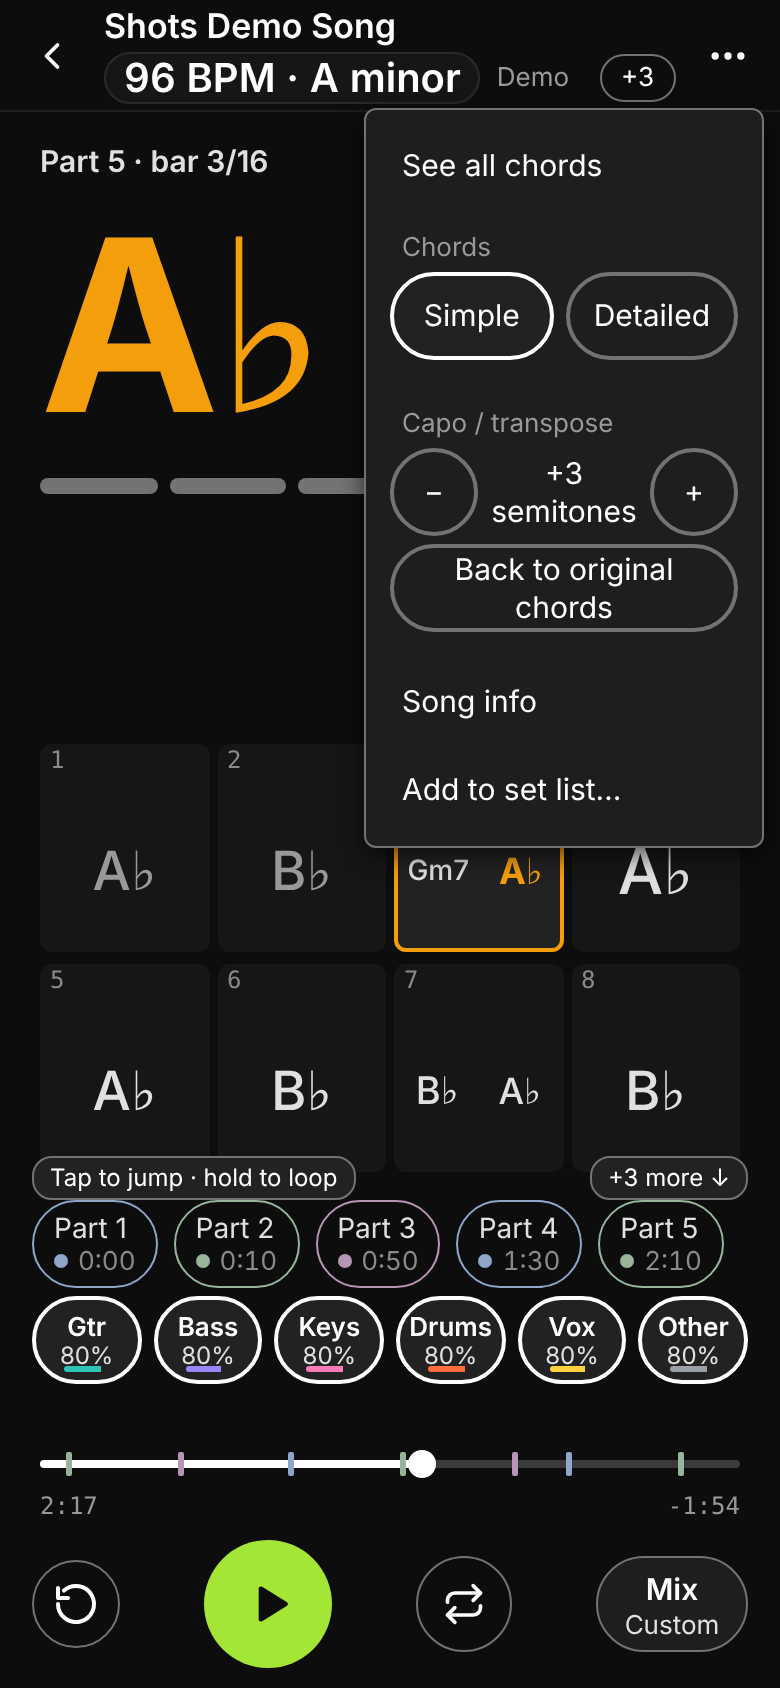 Shots Demo Song
96 BPM · A minor
Demo
+3
Part 5 · bar 3/16
A♭
See all chords
Chords
Simple
Detailed
Capo / transpose
−
+3
semitones
+
Back to original
chords
Song info
Add to set list...
1
A♭
2
B♭
Gm7 A♭
A♭
5
A♭
6
B♭
7
B♭ A♭
8
B♭
Tap to jump · hold to loop
+3 more ↓
Part 1
0:00
Part 2
0:10
Part 3
0:50
Part 4
1:30
Part 5
2:10
Gtr
80%
Bass
80%
Keys
80%
Drums
80%
Vox
80%
Other
80%
2:17
-1:54
Mix
Custom